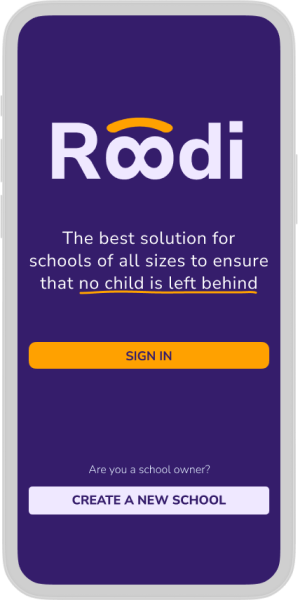 Roodi
The best solution for
schools of all sizes to ensure
that no child is left behind
SIGN IN
Are you a school owner?
CREATE A NEW SCHOOL